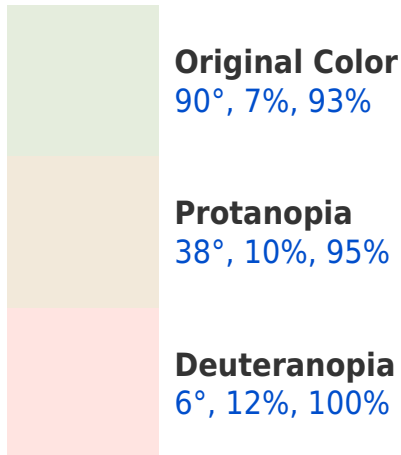 Original Color
90°, 7%, 93%
Protanopia
38°, 10%, 95%
Deuteranopia
6°, 12%, 100%